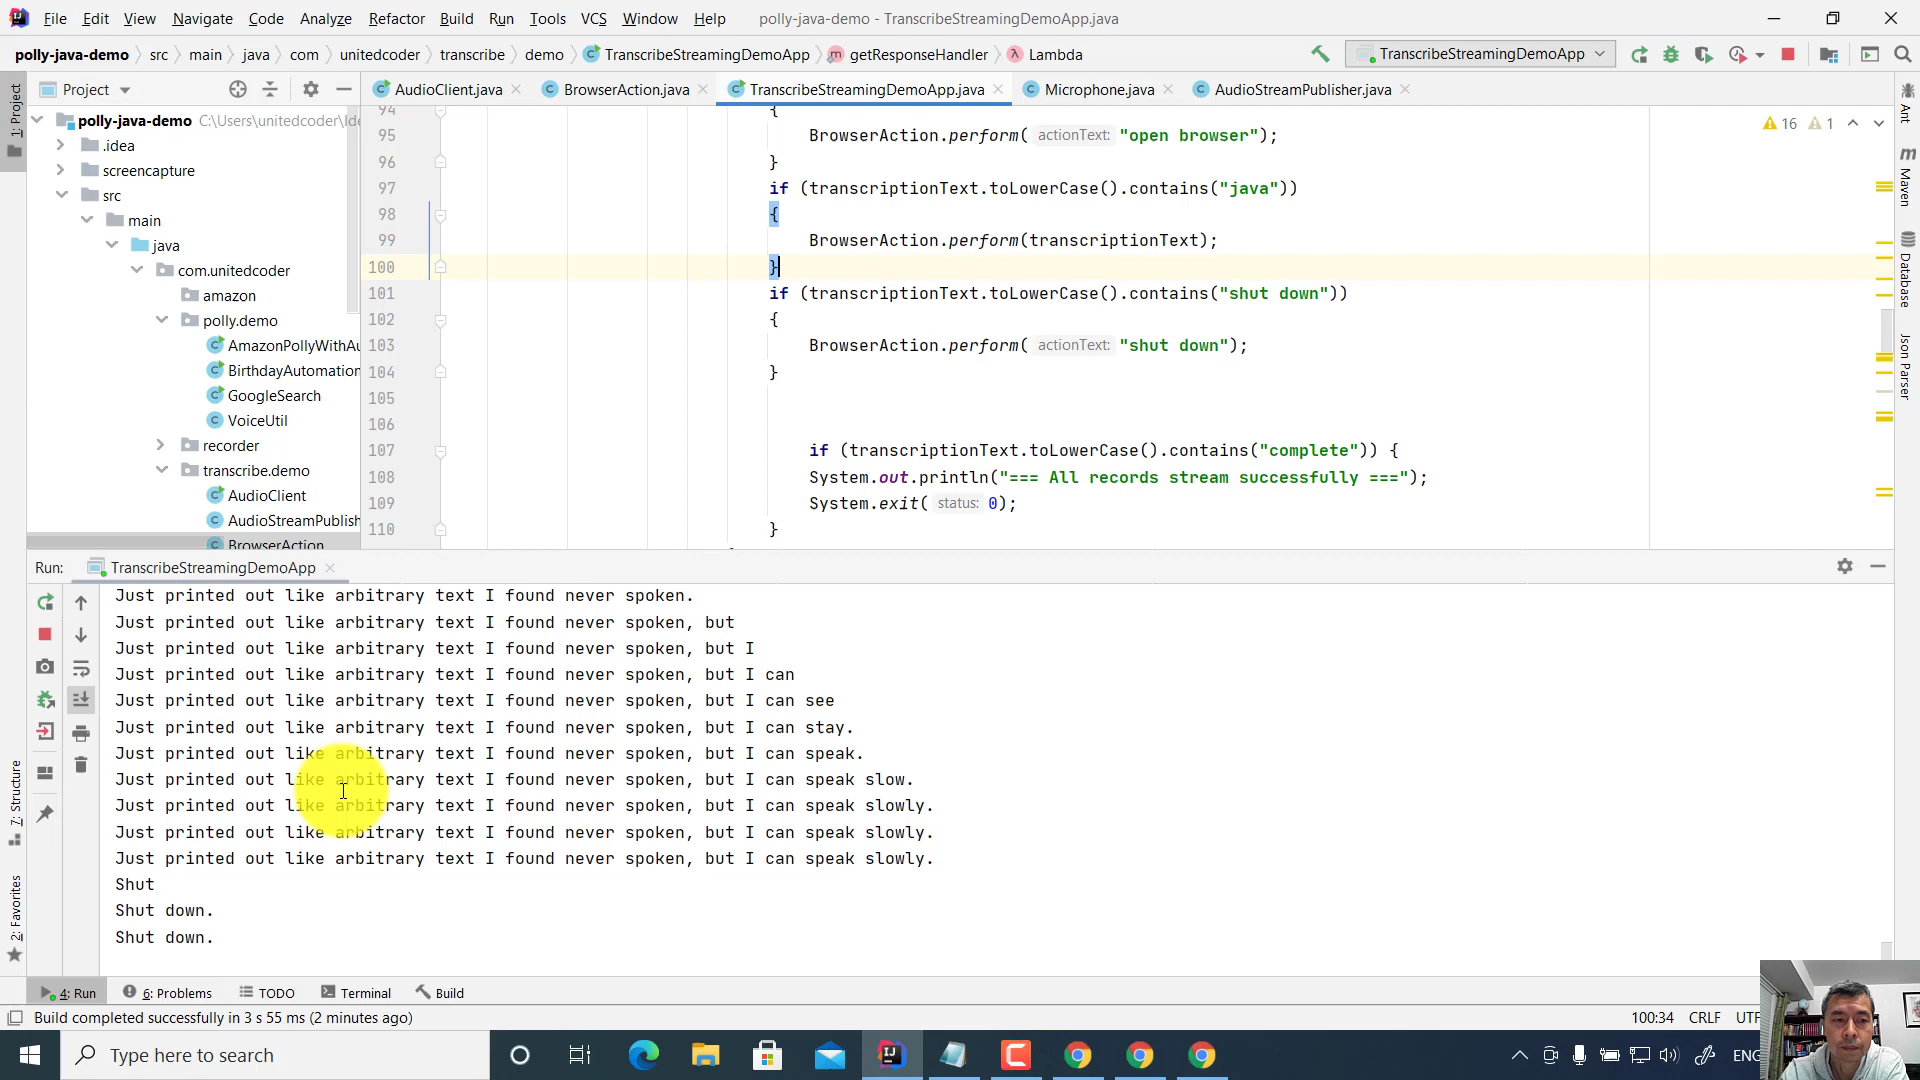 File Edit View Navigate Code Analyze Refactor Build Run Tools VCS Window Help polly-java-demo - TranscribeStreamingDemoApp.java
polly-java-demo src main java com unitedcoder transcribe demo TranscribeStreamingDemoApp getResponseHandler Lambda TranscribeStreamingDemoApp
Project AudioClient.java BrowserAction.java TranscribeStreamingDemoApp.java Microphone.java AudioStreamPublisher.java
1: Project
polly-java-demo C:\Users\unitedcoder\Ide
.idea
screencapture
src
main
java
com.unitedcoder
amazon
polly.demo
AmazonPollyWithAu
BirthdayAutomation
GoogleSearch
VoiceUtil
recorder
transcribe.demo
AudioClient
AudioStreamPublish
BrowserAction
94 {
95 BrowserAction.perform( actionText: "open browser");
96 }
97 if (transcriptionText.toLowerCase().contains("java"))
98 {
99 BrowserAction.perform(transcriptionText);
100 }
101 if (transcriptionText.toLowerCase().contains("shut down"))
102 {
103 BrowserAction.perform( actionText: "shut down");
104 }
105
106
107 if (transcriptionText.toLowerCase().contains("complete")) {
108 System.out.println("=== All records stream successfully ===");
109 System.exit( status: 0);
110 }
16 1
Ant
Maven
Database
Json Parser
Run: TranscribeStreamingDemoApp
Just printed out like arbitrary text I found never spoken.
Just printed out like arbitrary text I found never spoken, but
Just printed out like arbitrary text I found never spoken, but I
Just printed out like arbitrary text I found never spoken, but I can
Just printed out like arbitrary text I found never spoken, but I can see
Just printed out like arbitrary text I found never spoken, but I can stay.
Just printed out like arbitrary text I found never spoken, but I can speak.
Just printed out like arbitrary text I found never spoken, but I can speak slow.
Just printed out like arbitrary text I found never spoken, but I can speak slowly.
Just printed out like arbitrary text I found never spoken, but I can speak slowly.
Just printed out like arbitrary text I found never spoken, but I can speak slowly.
Shut
Shut down.
Shut down.
7: Structure
2: Favorites
4: Run 6: Problems TODO Terminal Build
Build completed successfully in 3 s 55 ms (2 minutes ago) 100:34 CRLF UTF
Type here to search ENG